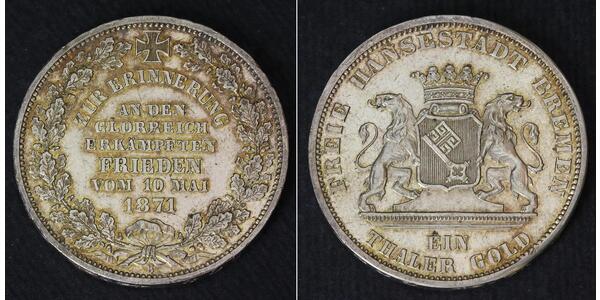 ZUR ERINNERUNG
AN DEN
GLORREICH
ERKÄMPFTEN
FRIEDEN
VOM 10 MAI
1871
B
FREIE HANSESTADT BREMEN
EIN
THALER GOLD